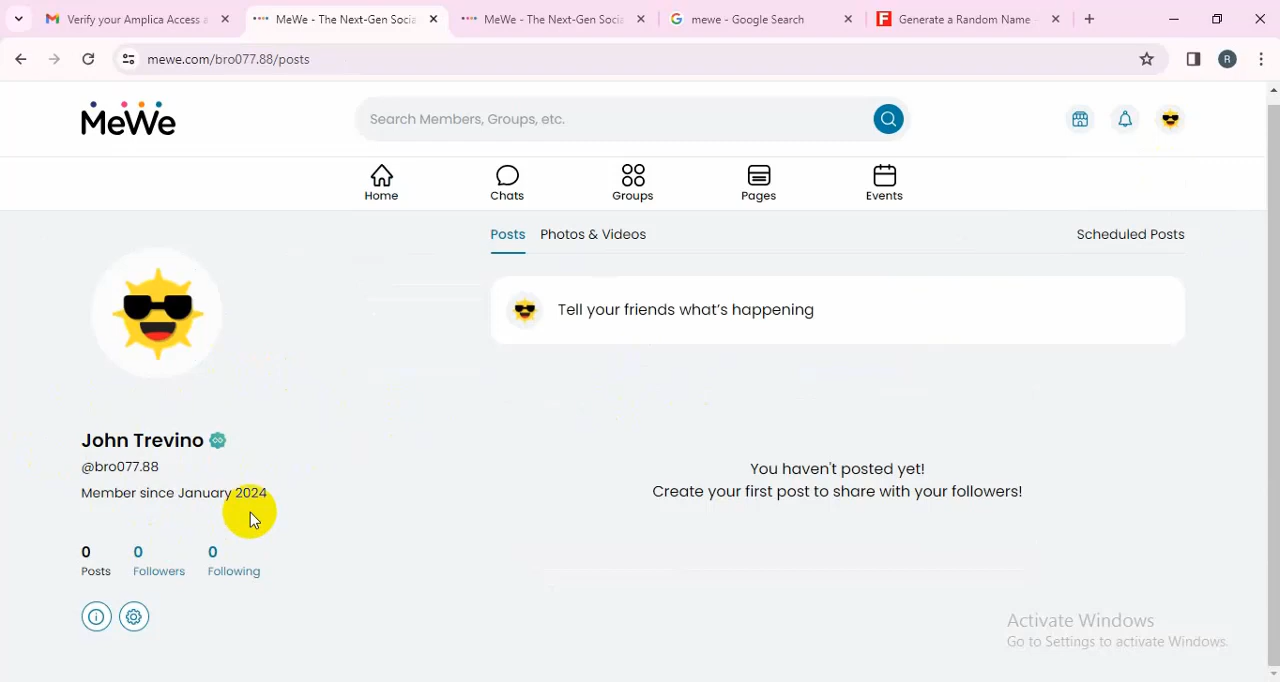 Verify your Amplica Access a
MeWe - The Next-Gen Socia
MeWe - The Next-Gen Socia
mewe - Google Search
Generate a Random Name
mewe.com/bro077.88/posts
R
MeWe
Search Members, Groups, etc.
Home
Chats
Groups
Pages
Events
Posts
Photos & Videos
Scheduled Posts
Tell your friends what's happening
John Trevino
@bro077.88
Member since January 2024
0 0 0
Posts Followers Following
You haven't posted yet!
Create your first post to share with your followers!
Activate Windows
Go to Settings to activate Windows.